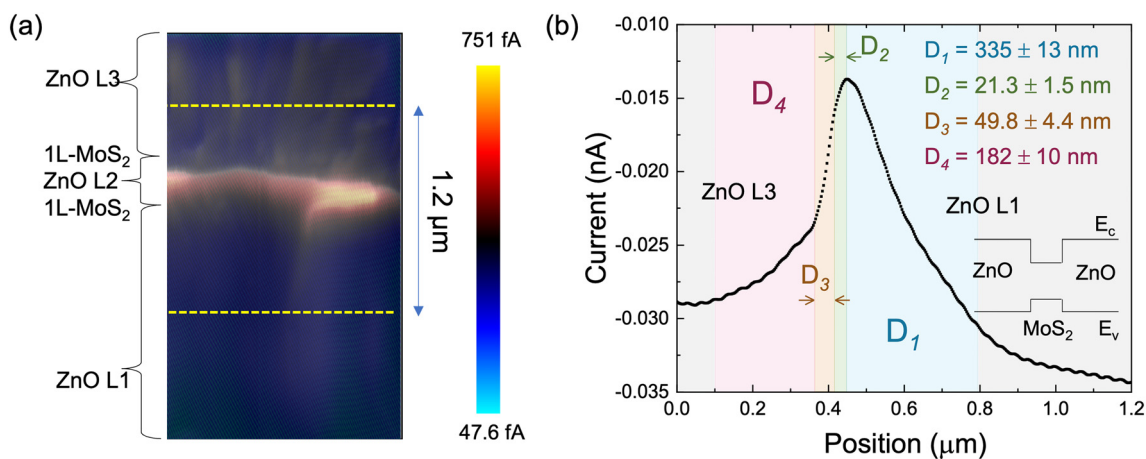 (a)
ZnO L3
1L-MoS₂
ZnO L2
1L-MoS₂
ZnO L1
1.2 μm
751 fA
47.6 fA
(b)
Current (nA)
-0.010
-0.015
-0.020
-0.025
-0.030
-0.035
0.0 0.2 0.4 0.6 0.8 1.0 1.2
Position (μm)
D₂
D₄
D₃
D₁
ZnO L3
D₁ = 335 ± 13 nm
D₂ = 21.3 ± 1.5 nm
D₃ = 49.8 ± 4.4 nm
D₄ = 182 ± 10 nm
ZnO L1
E_c
ZnO
ZnO
MoS₂
E_v